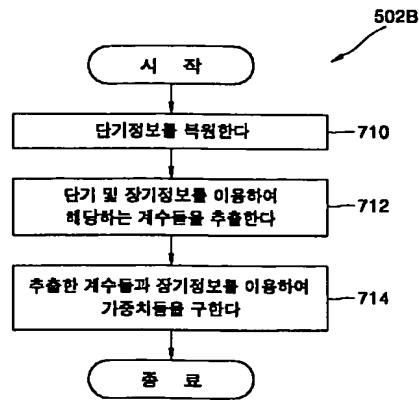 502B
시 작
단기정보를 복원한다
710
단기 및 장기정보를 이용하여
해당하는 계수들을 추출한다
712
추출한 계수들과 장기정보를 이용하여
가중치들을 구한다
714
종 료